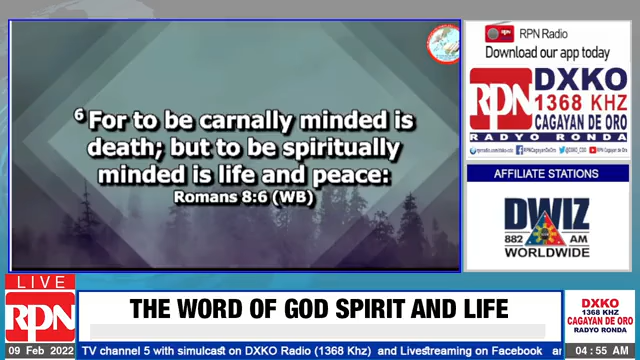 6 For to be carnally minded is
death; but to be spiritually
minded is life and peace:
Romans 8:6 (WB)
RPN Radio
Download our app today
RPN
DXKO
1368 KHZ
CAGAYAN DE ORO
RADYO RONDA
AFFILIATE STATIONS
DWIZ
882 AM
WORLDWIDE
LIVE
RPN
THE WORD OF GOD SPIRIT AND LIFE
DXKO
1368 KHZ
CAGAYAN DE ORO
RADYO RONDA
09 Feb 2022
TV channel 5 with simulcast on DXKO Radio (1368 Khz) and Livestreaming on Facebook
04:55 AM